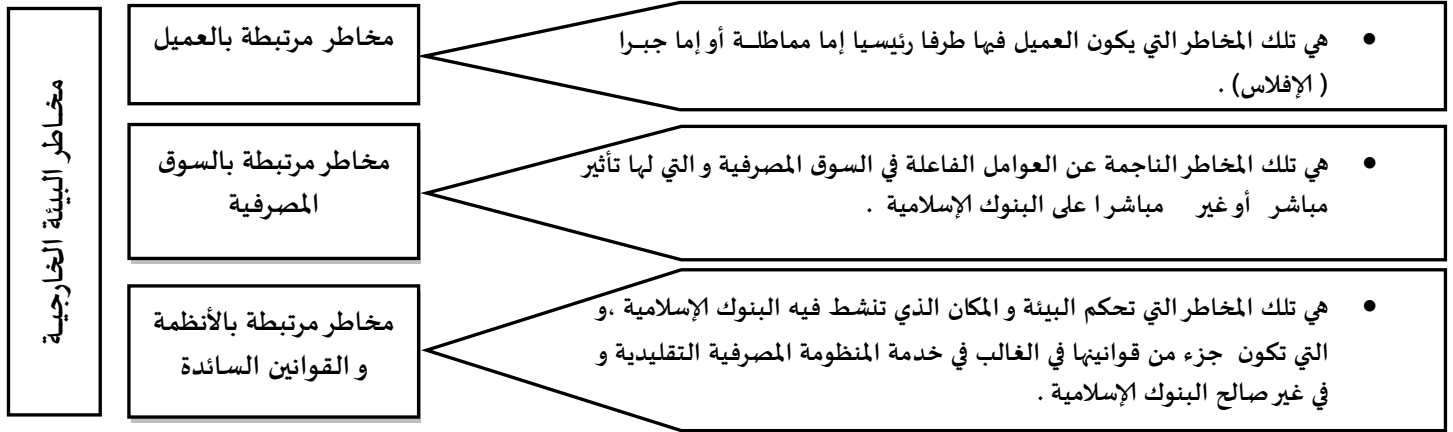 مخاطر البيئة الخارجية
مخاطر مرتبطة بالعميل
• هي تلك المخاطر التي يكون العميل فيها طرفا رئيسيا إما مماطلة أو إما جبرا
( الإفلاس) .
مخاطر مرتبطة بالسوق
المصرفية
• هي تلك المخاطر الناجمة عن العوامل الفاعلة في السوق المصرفية و التي لها تأثير
مباشر أو غير مباشر ا على البنوك الإسلامية .
مخاطر مرتبطة بالأنظمة
و القوانين السائدة
• هي تلك المخاطر التي تحكم البيئة و المكان الذي تنشط فيه البنوك الإسلامية ،و
التي تكون جزء من قوانينها في الغالب في خدمة المنظومة المصرفية التقليدية و
في غير صالح البنوك الإسلامية .